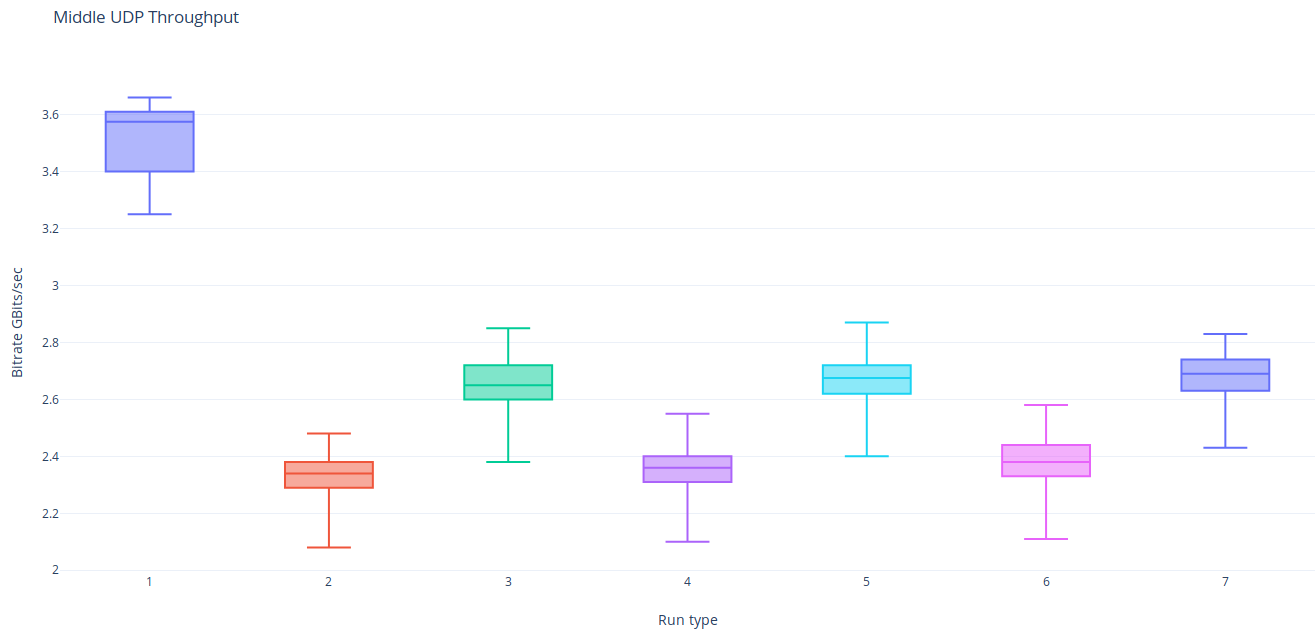 Middle UDP Throughput
3.6
3.4
3.2
3
2.8
2.6
2.4
2.2
2
Bitrate GBits/sec
1 2 3 4 5 6 7
Run type